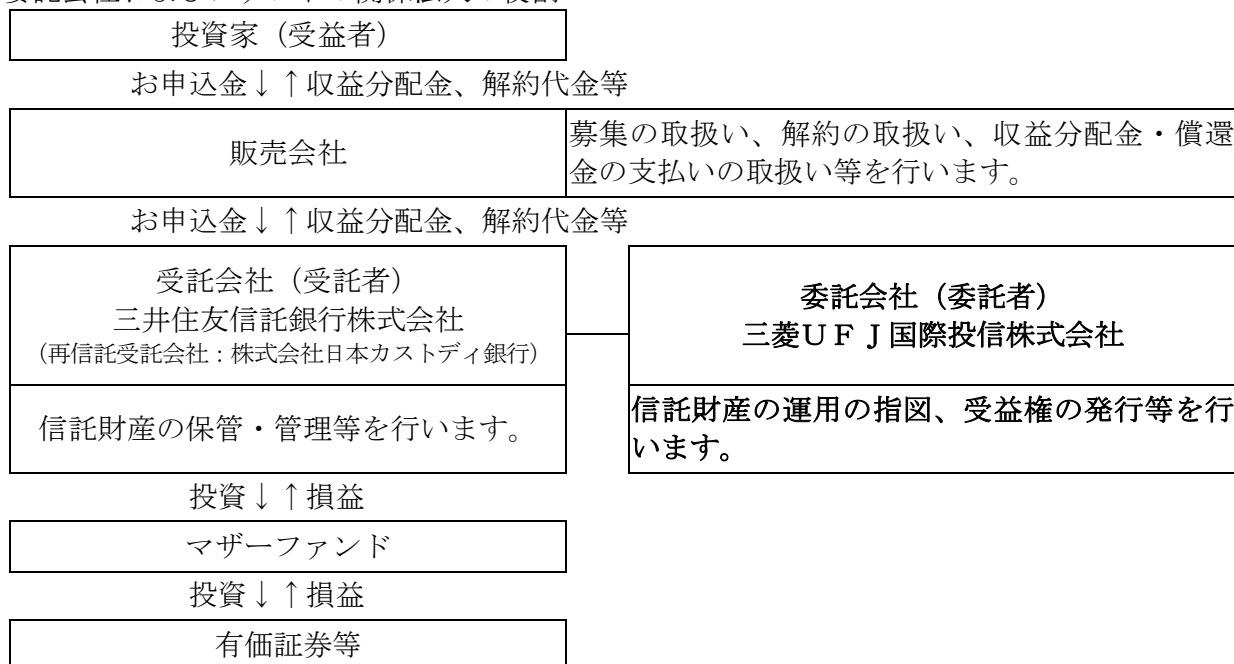 投資家（受益者）
お申込金↓↑収益分配金、解約代金等
販売会社
募集の取扱い、解約の取扱い、収益分配金・償還
金の支払いの取扱い等を行います。
お申込金↓↑収益分配金、解約代金等
受託会社（受託者）
三井住友信託銀行株式会社
（再信託受託会社：株式会社日本カストディ銀行）
委託会社（委託者）
三菱ＵＦＪ国際投信株式会社
信託財産の保管・管理等を行います。
信託財産の運用の指図、受益権の発行等を行
います。
投資↓↑損益
マザーファンド
投資↓↑損益
有価証券等